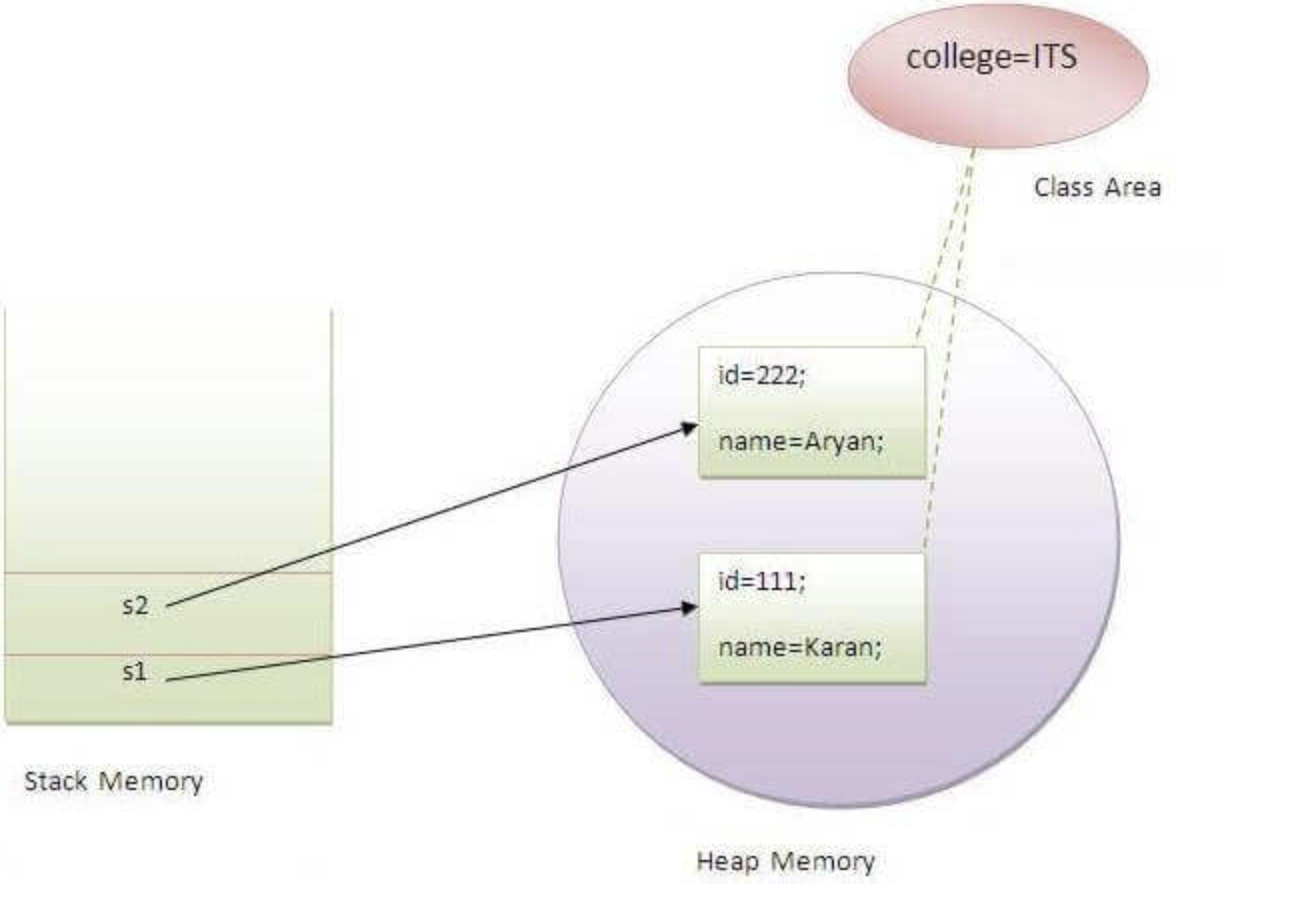 college=ITS
Class Area
id=222;
name=Aryan;
s2
id=111;
name=Karan;
s1
Stack Memory
Heap Memory